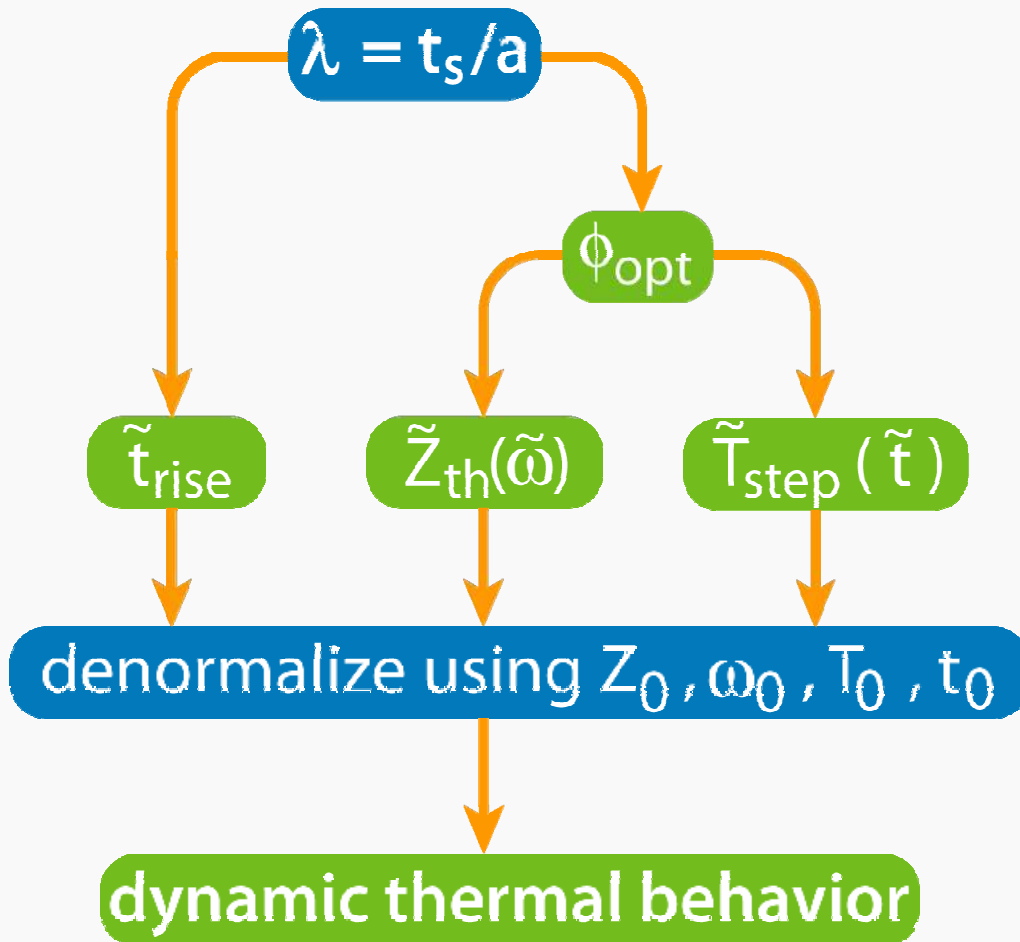 λ = tₛ/a
ϕopt
t̃rise
Z̃th(ω̃)
T̃step ( t̃ )
denormalize using Z0 , ω0 , T0 , t0
dynamic thermal behavior